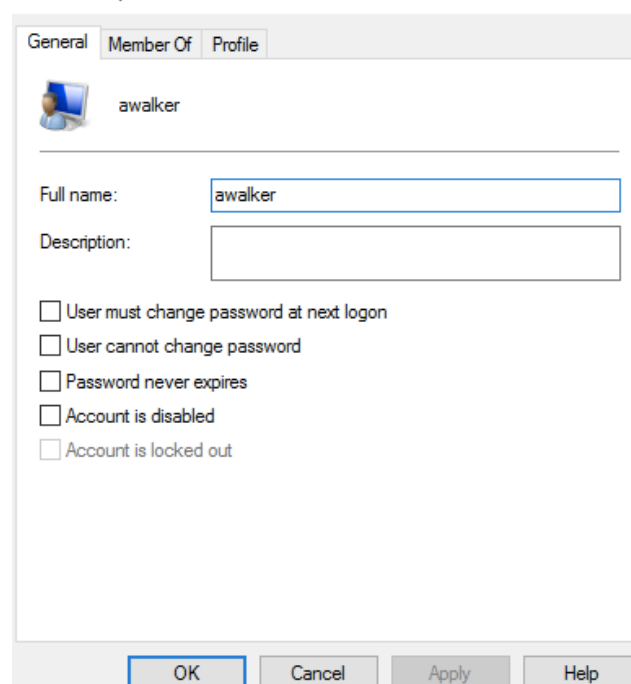 General Member Of Profile
awalker
Full name: awalker
Description:
User must change password at next logon
User cannot change password
Password never expires
Account is disabled
Account is locked out
OK Cancel Apply Help